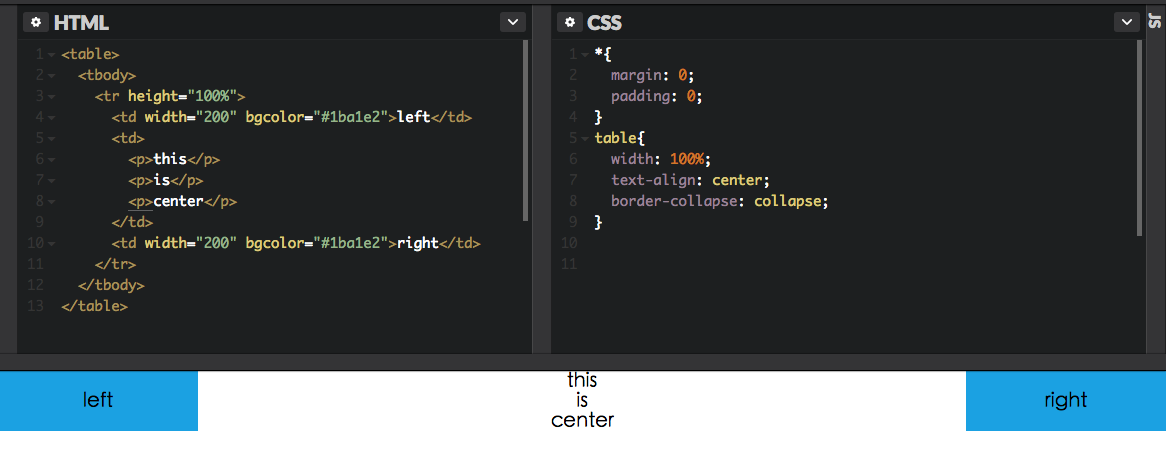 HTML
1 <table>
2 <tbody>
3 <tr height="100%">
4 <td width="200" bgcolor="#1ba1e2">left</td>
5 <td>
6 <p>this</p>
7 <p>is</p>
8 <p>center</p>
9 </td>
10 <td width="200" bgcolor="#1ba1e2">right</td>
11 </tr>
12 </tbody>
13 </table>
CSS
1 *{
2 margin: 0;
3 padding: 0;
4 }
5 table{
6 width: 100%;
7 text-align: center;
8 border-collapse: collapse;
9 }
10
11
JS
left
this
is
center
right